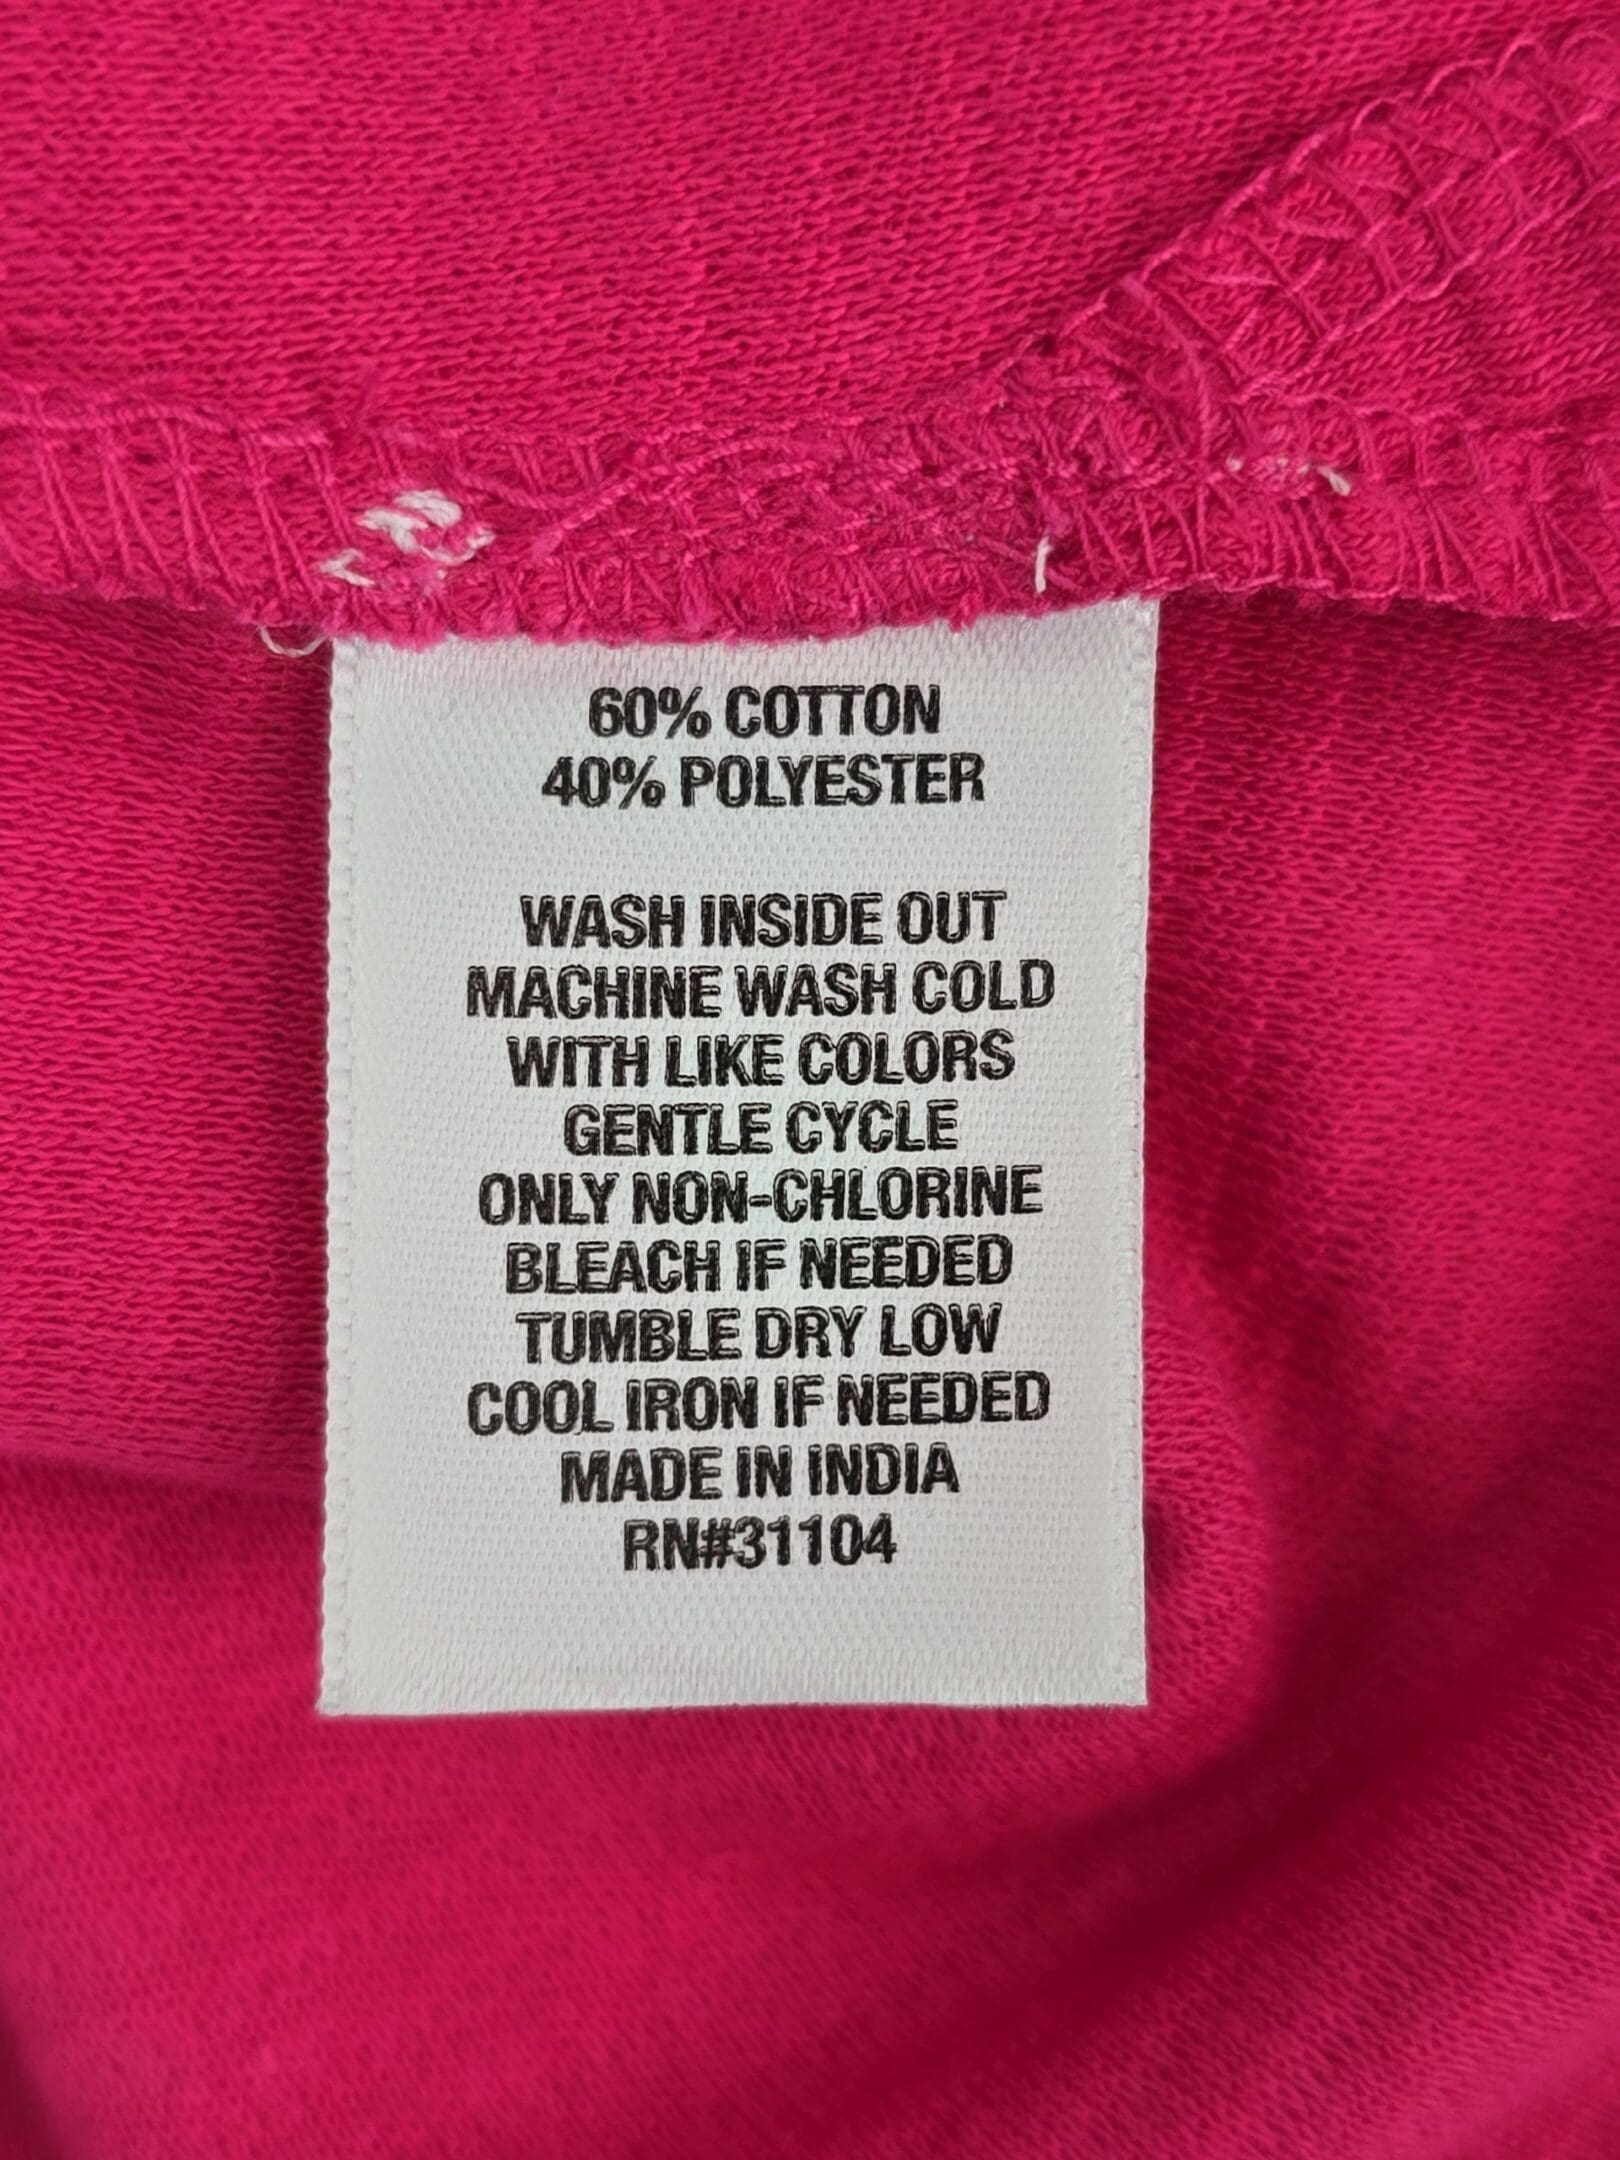 60% COTTON
40% POLYESTER
WASH INSIDE OUT
MACHINE WASH COLD
WITH LIKE COLORS
GENTLE CYCLE
ONLY NON-CHLORINE
BLEACH IF NEEDED
TUMBLE DRY LOW
COOL IRON IF NEEDED
MADE IN INDIA
RN#31104